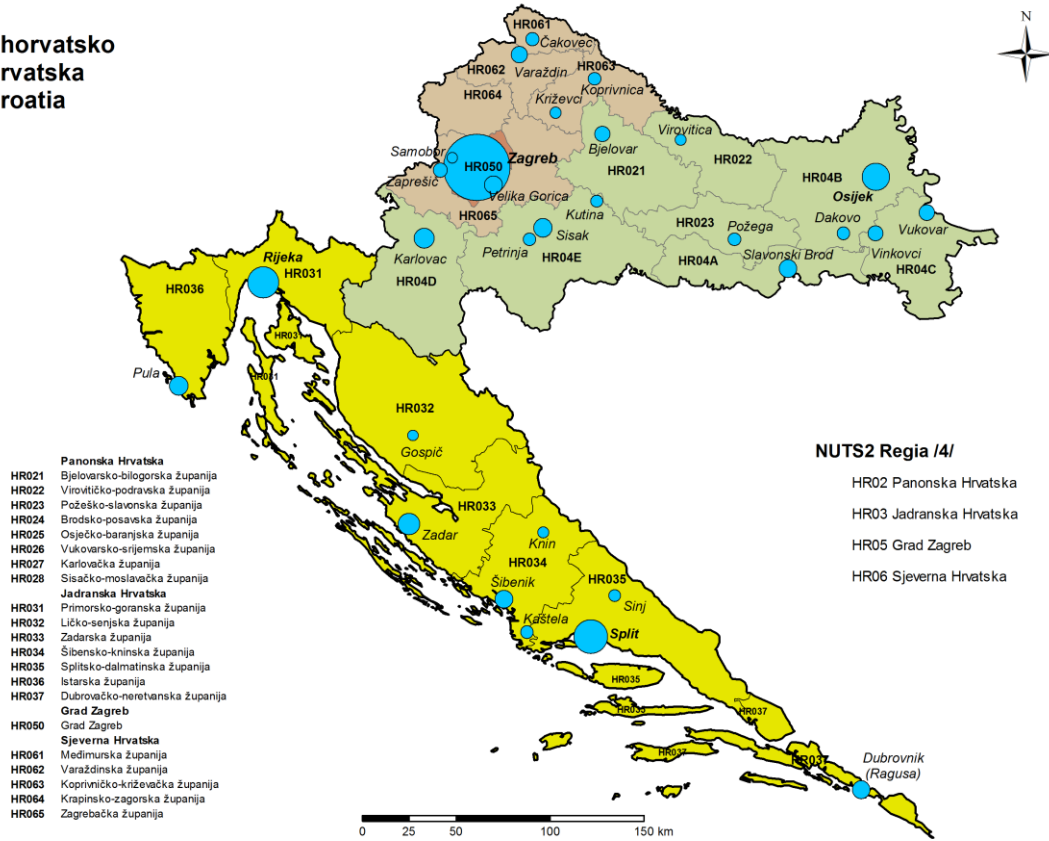 horvatsko
rvatska
roatia
N
HR061
Čakovec
HR062
Varaždin
HR063
HR064
Koprivnica
Križevci
Virovitica
Samobor
Zagreb
Bjelovar
HR022
HR050
HR021
HR04B
Zaprešič
Velika Gorica
Osijek
HR065
Kutina
HR023
Dakovo
Požega
Vukovar
Sisak
Karlovac
Petrinja
HR04E
HR04A
Slavonski Brod
Vinkovci
HR04C
Rijeka
HR031
HR04D
HR036
HR031
Pula
HR031
HR032
Gospič
HR033
Zadar
Knin
HR034
HR035
Šibenik
Sinj
Kaštela
Split
HR035
HR035
HR037
HR037
HR037
Dubrovnik
(Ragusa)
NUTS2 Regia /4/
HR02 Panonska Hrvatska
HR03 Jadranska Hrvatska
HR05 Grad Zagreb
HR06 Sjeverna Hrvatska
Panonska Hrvatska
HR021 Bjelovarsko-bilogorska županija
HR022 Virovitičko-podravska županija
HR023 Požeško-slavonska županija
HR024 Brodsko-posavska županija
HR025 Osječko-baranjska županija
HR026 Vukovarsko-srijemska županija
HR027 Karlovačka županija
HR028 Sisačko-moslavačka županija
Jadranska Hrvatska
HR031 Primorsko-goranska županija
HR032 Ličko-senjska županija
HR033 Zadarska županija
HR034 Šibensko-kninska županija
HR035 Splitsko-dalmatinska županija
HR036 Istarska županija
HR037 Dubrovačko-neretvanska županija
Grad Zagreb
HR050 Grad Zagreb
Sjeverna Hrvatska
HR061 Međimurska županija
HR062 Varaždinska županija
HR063 Koprivničko-križevačka županija
HR064 Krapinsko-zagorska županija
HR065 Zagrebačka županija
0 25 50 100 150 km